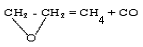 CH₂ - CH₂ = CH₄ + CO
O